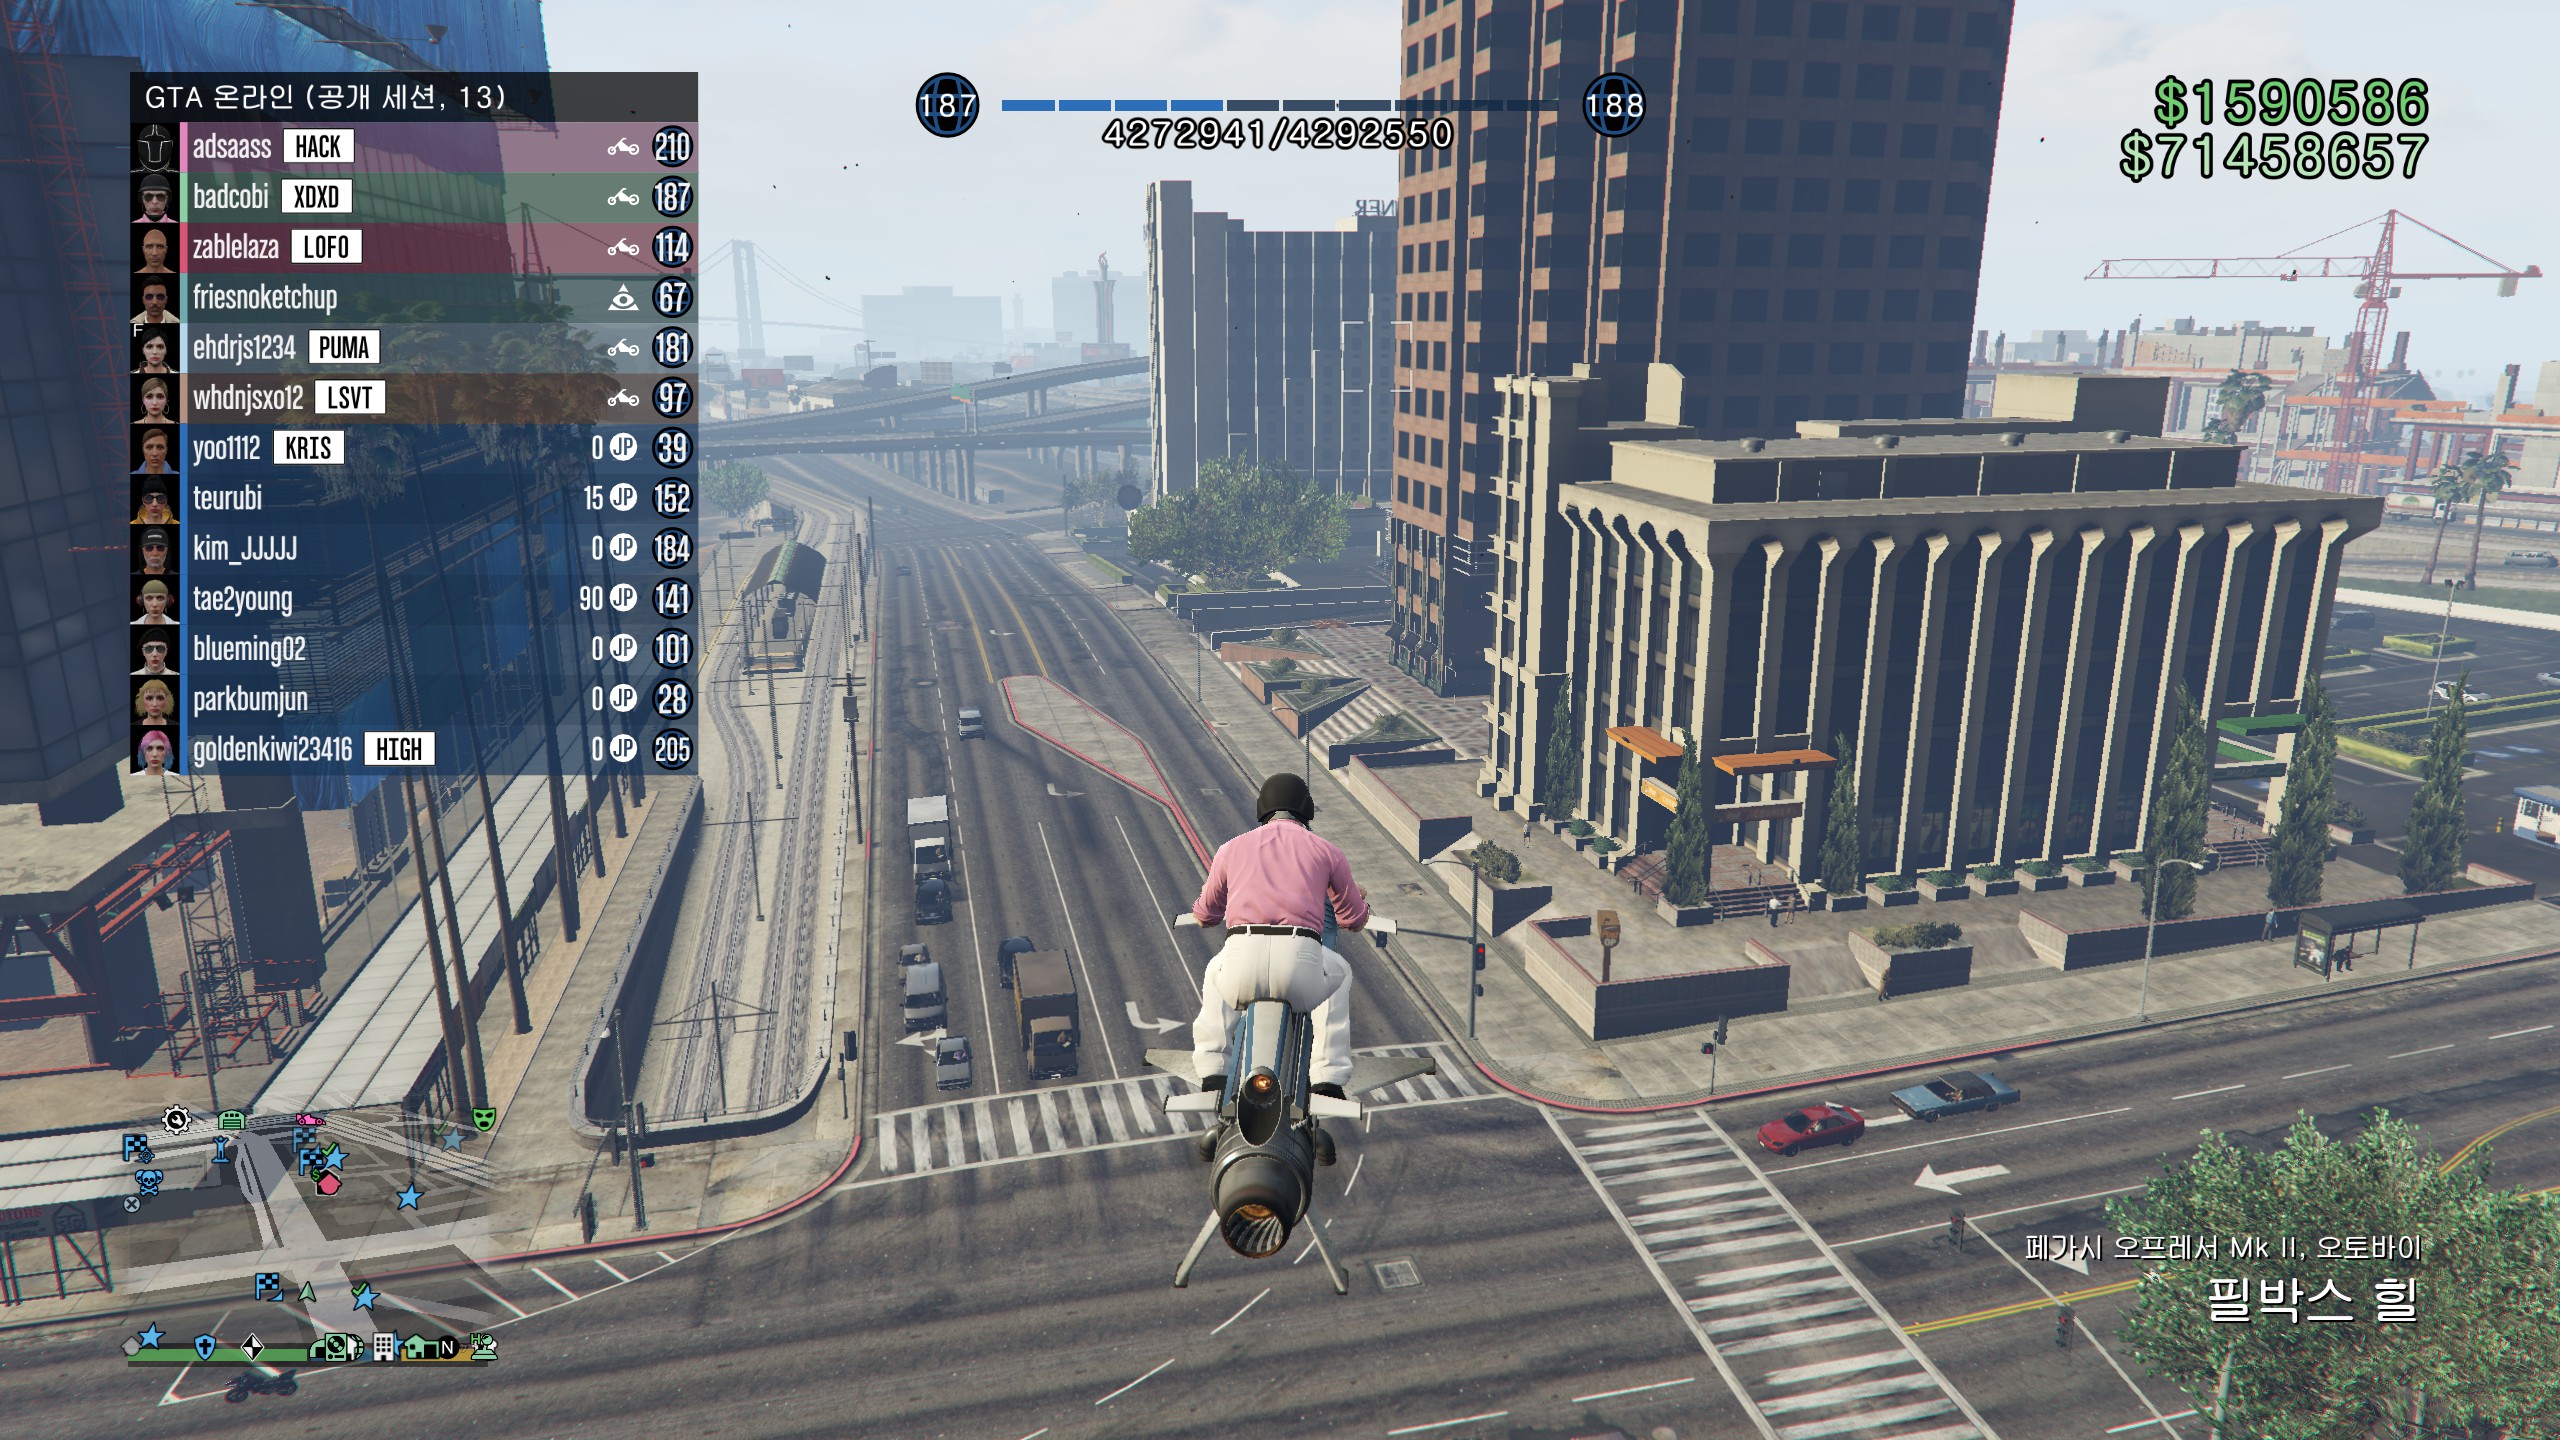 GTA 온라인 (공개 세션, 13)
adsaass HACK 210
badcobi XDXD 187
zablelaza LOFO 114
friesnoketchup 67
F ehdrjs1234 PUMA 181
whdnjsxo12 LSVT 97
yoo1112 KRIS 0 JP 39
teurubi 15 JP 152
kim_JJJJJ 0 JP 184
tae2young 90 JP 141
blueming02 0 JP 101
parkbumjun 0 JP 28
goldenkiwi23416 HIGH 0 JP 205
187 188
4272941/4292550
$1590586
$71458657
페가시 오프레서 Mk II, 오토바이
필박스 힐
N